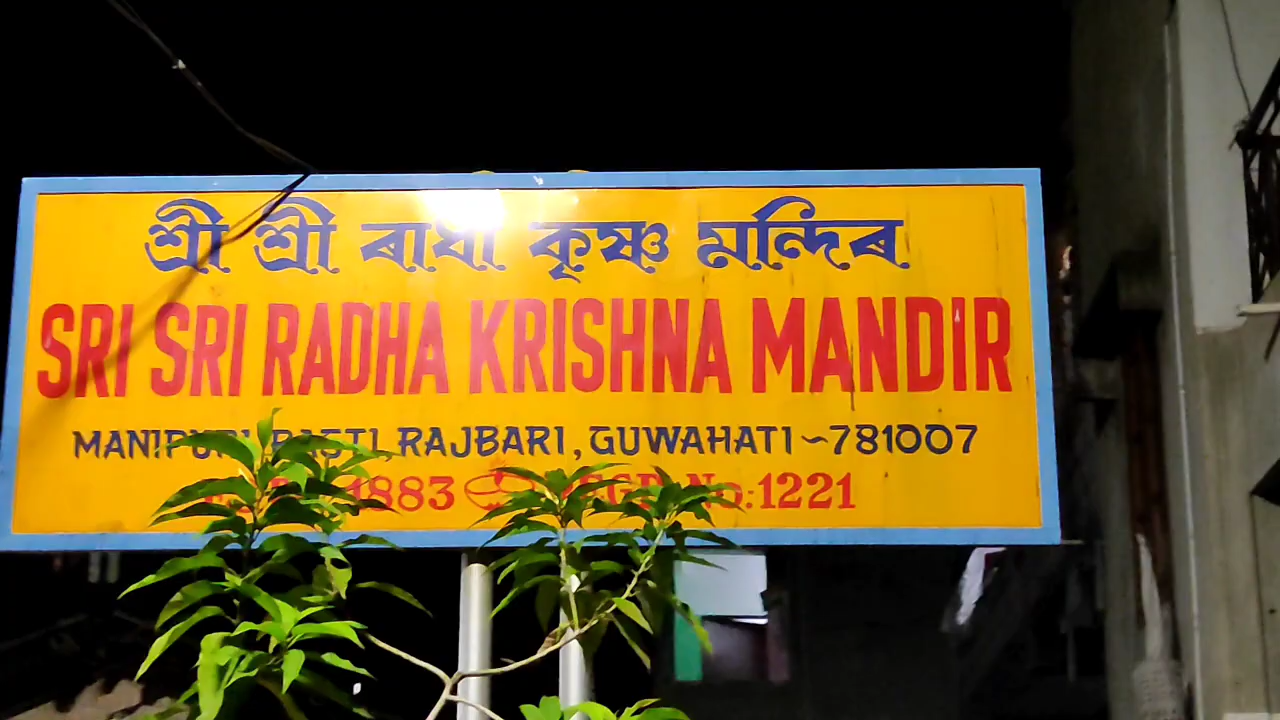 শ্ৰী শ্ৰী ৰাধা কৃষ্ণ মন্দিৰ
SRI SRI RADHA KRISHNA MANDIR
MANIPURI BASTI, RAJBARI, GUWAHATI ~ 781007
1883 REGD. No.: 1221